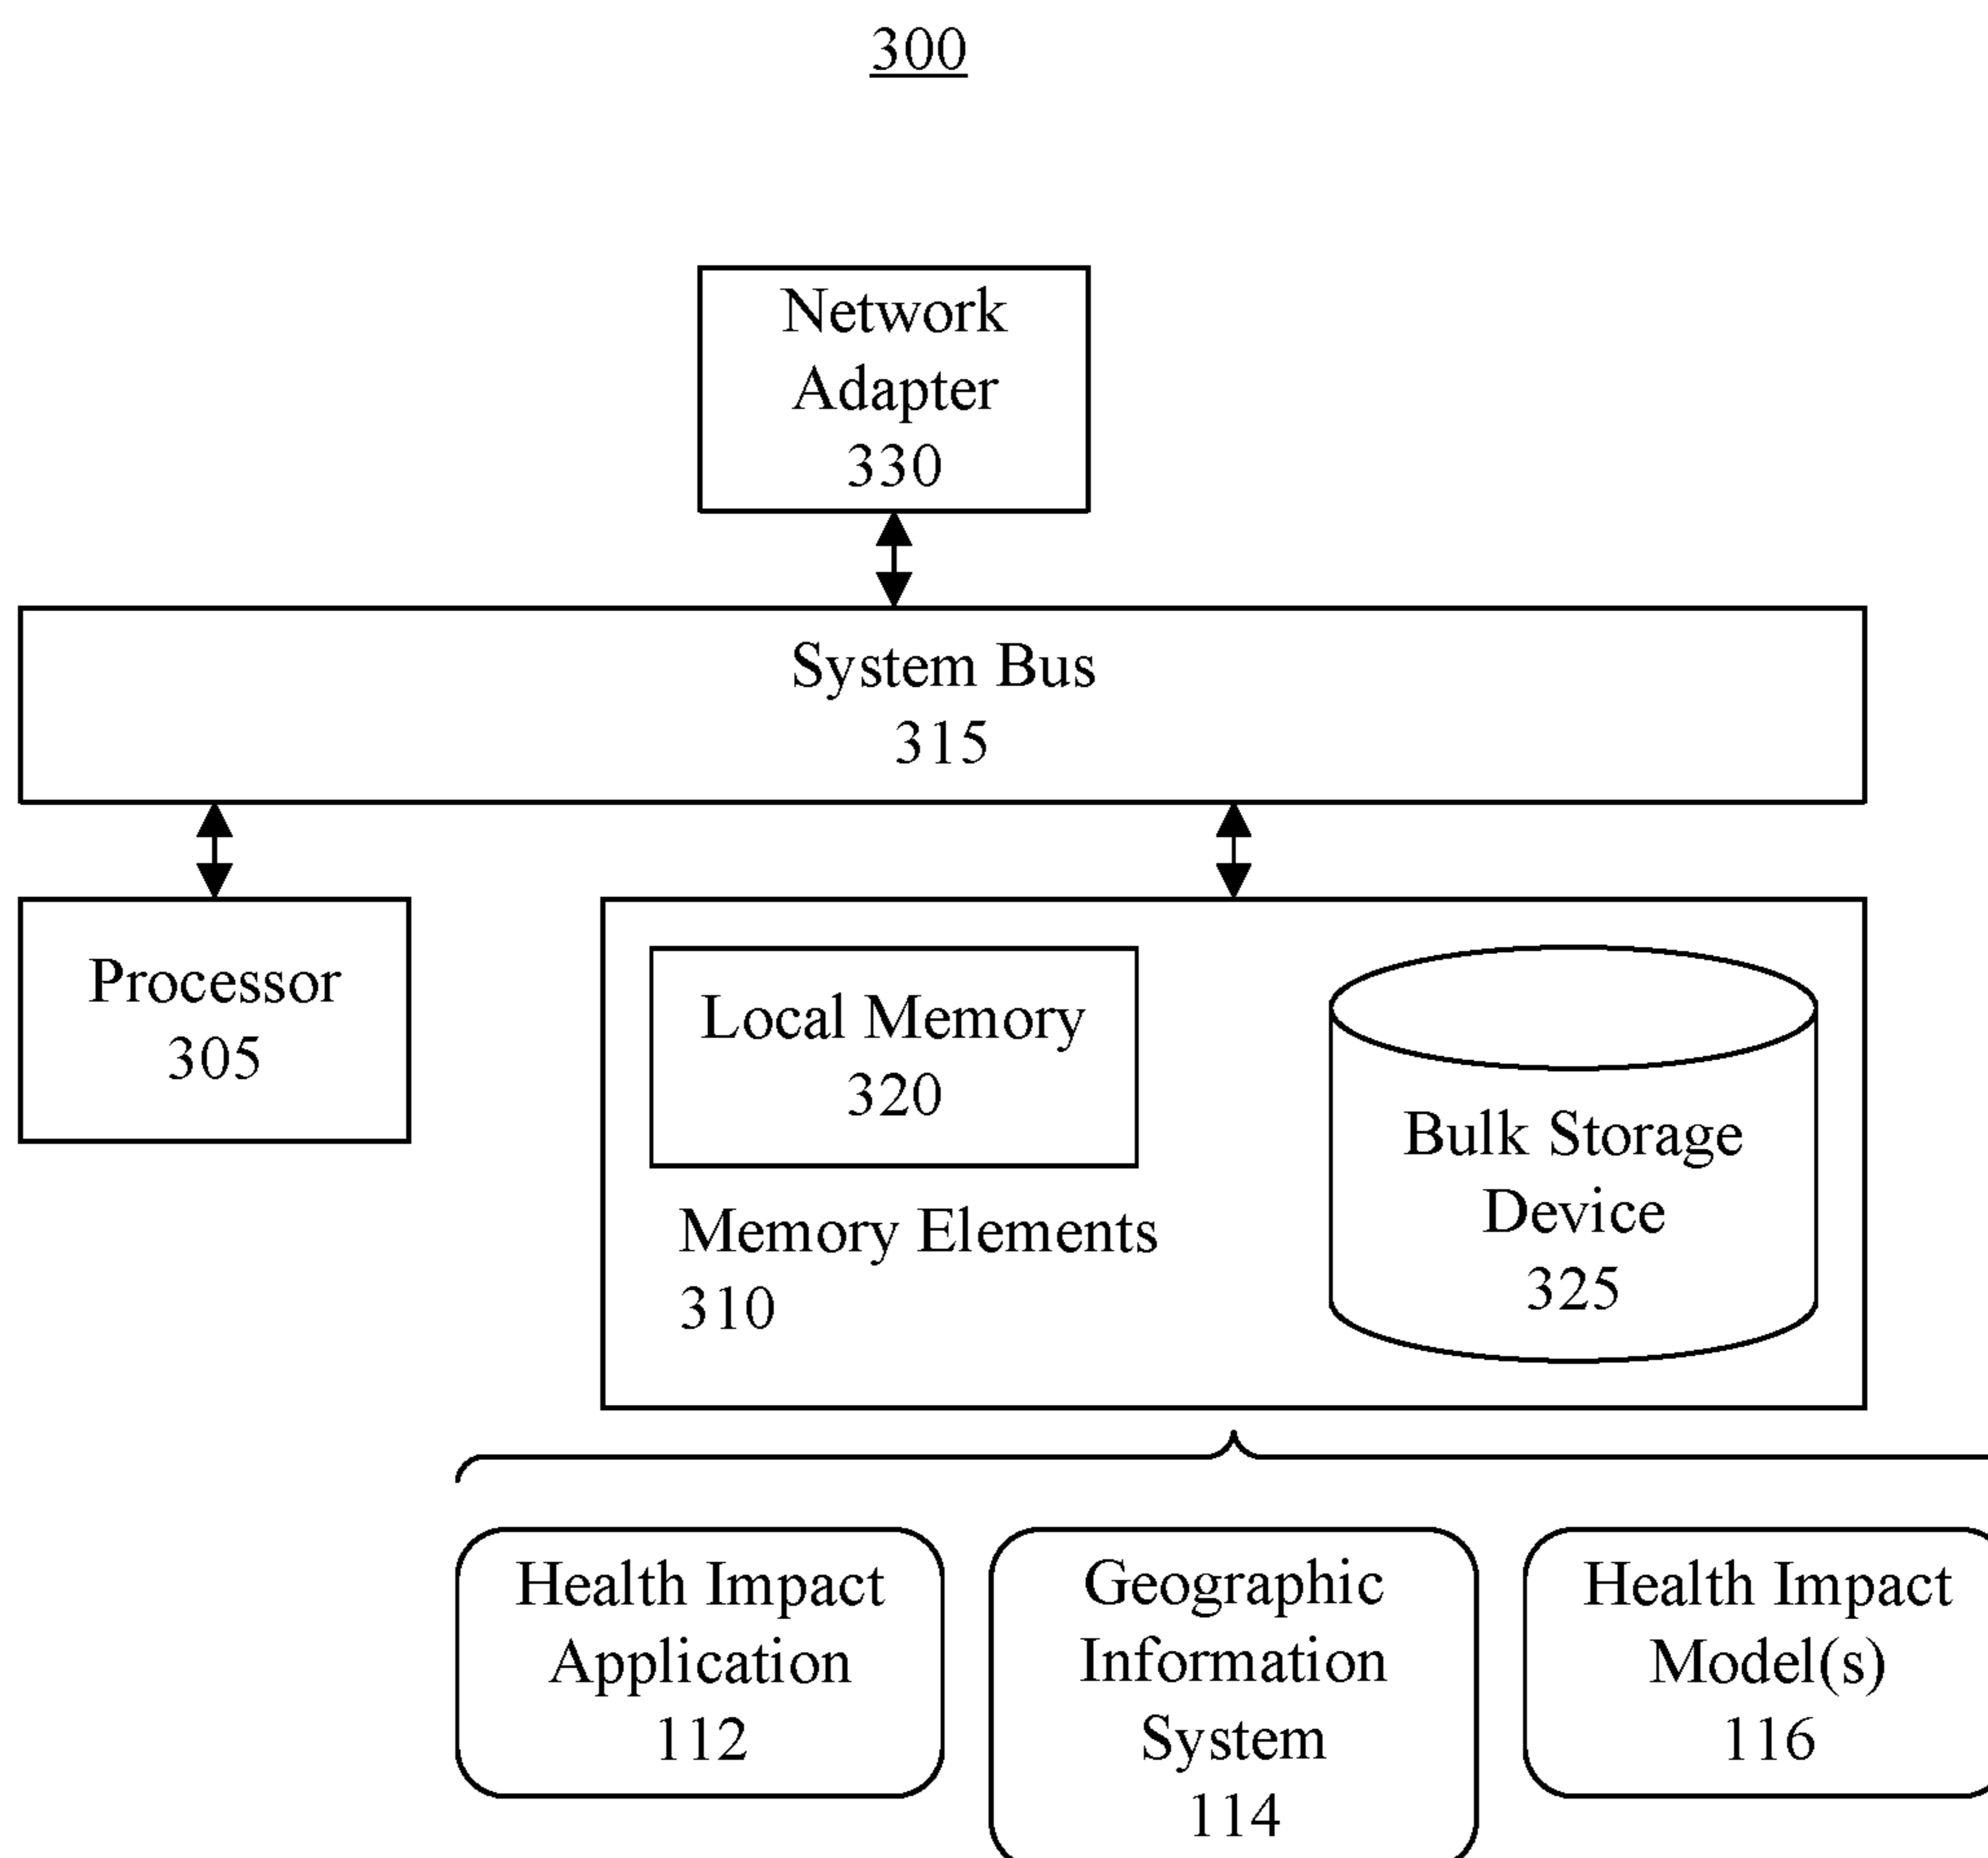 300
Network
Adapter
330
System Bus
315
Processor
305
Local Memory
320
Memory Elements
310
Bulk Storage
Device
325
Health Impact
Application
112
Geographic
Information
System
114
Health Impact
Model(s)
116